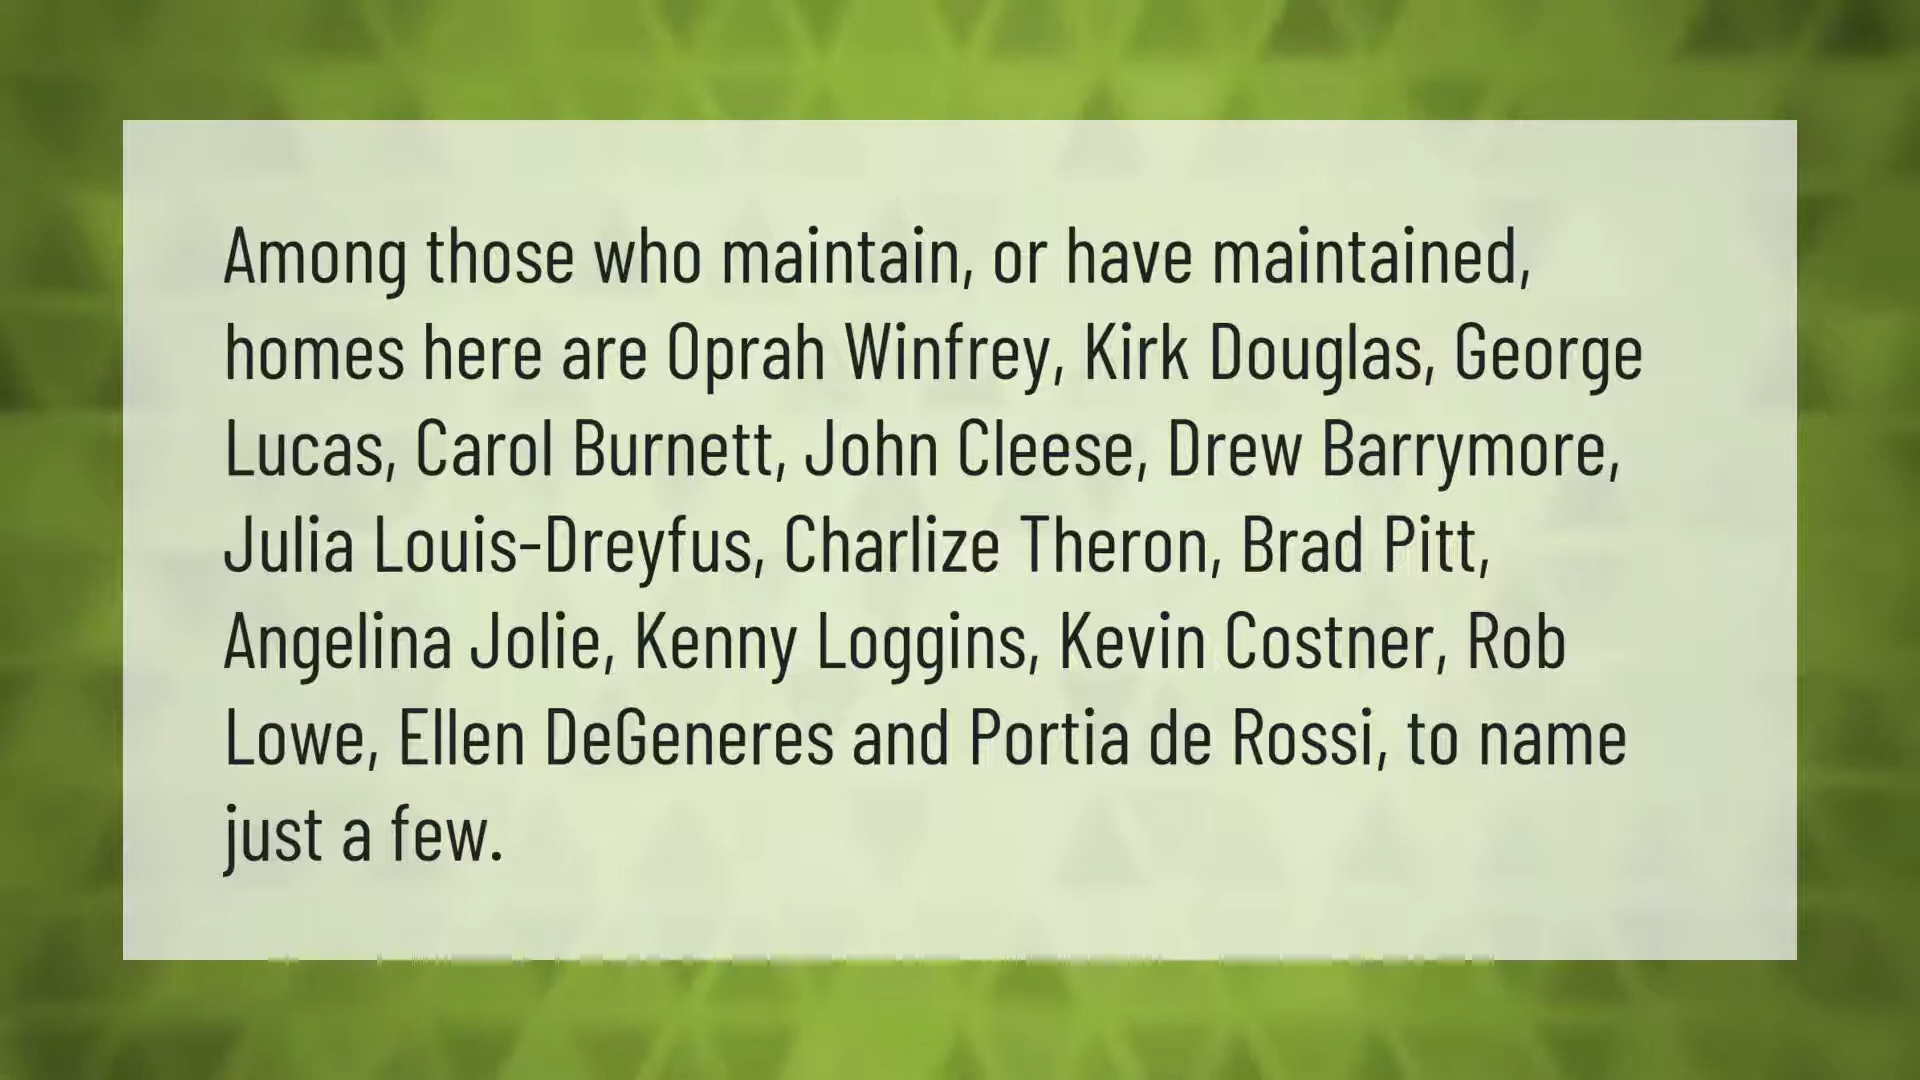 Among those who maintain, or have maintained,
homes here are Oprah Winfrey, Kirk Douglas, George
Lucas, Carol Burnett, John Cleese, Drew Barrymore,
Julia Louis-Dreyfus, Charlize Theron, Brad Pitt,
Angelina Jolie, Kenny Loggins, Kevin Costner, Rob
Lowe, Ellen DeGeneres and Portia de Rossi, to name
just a few.